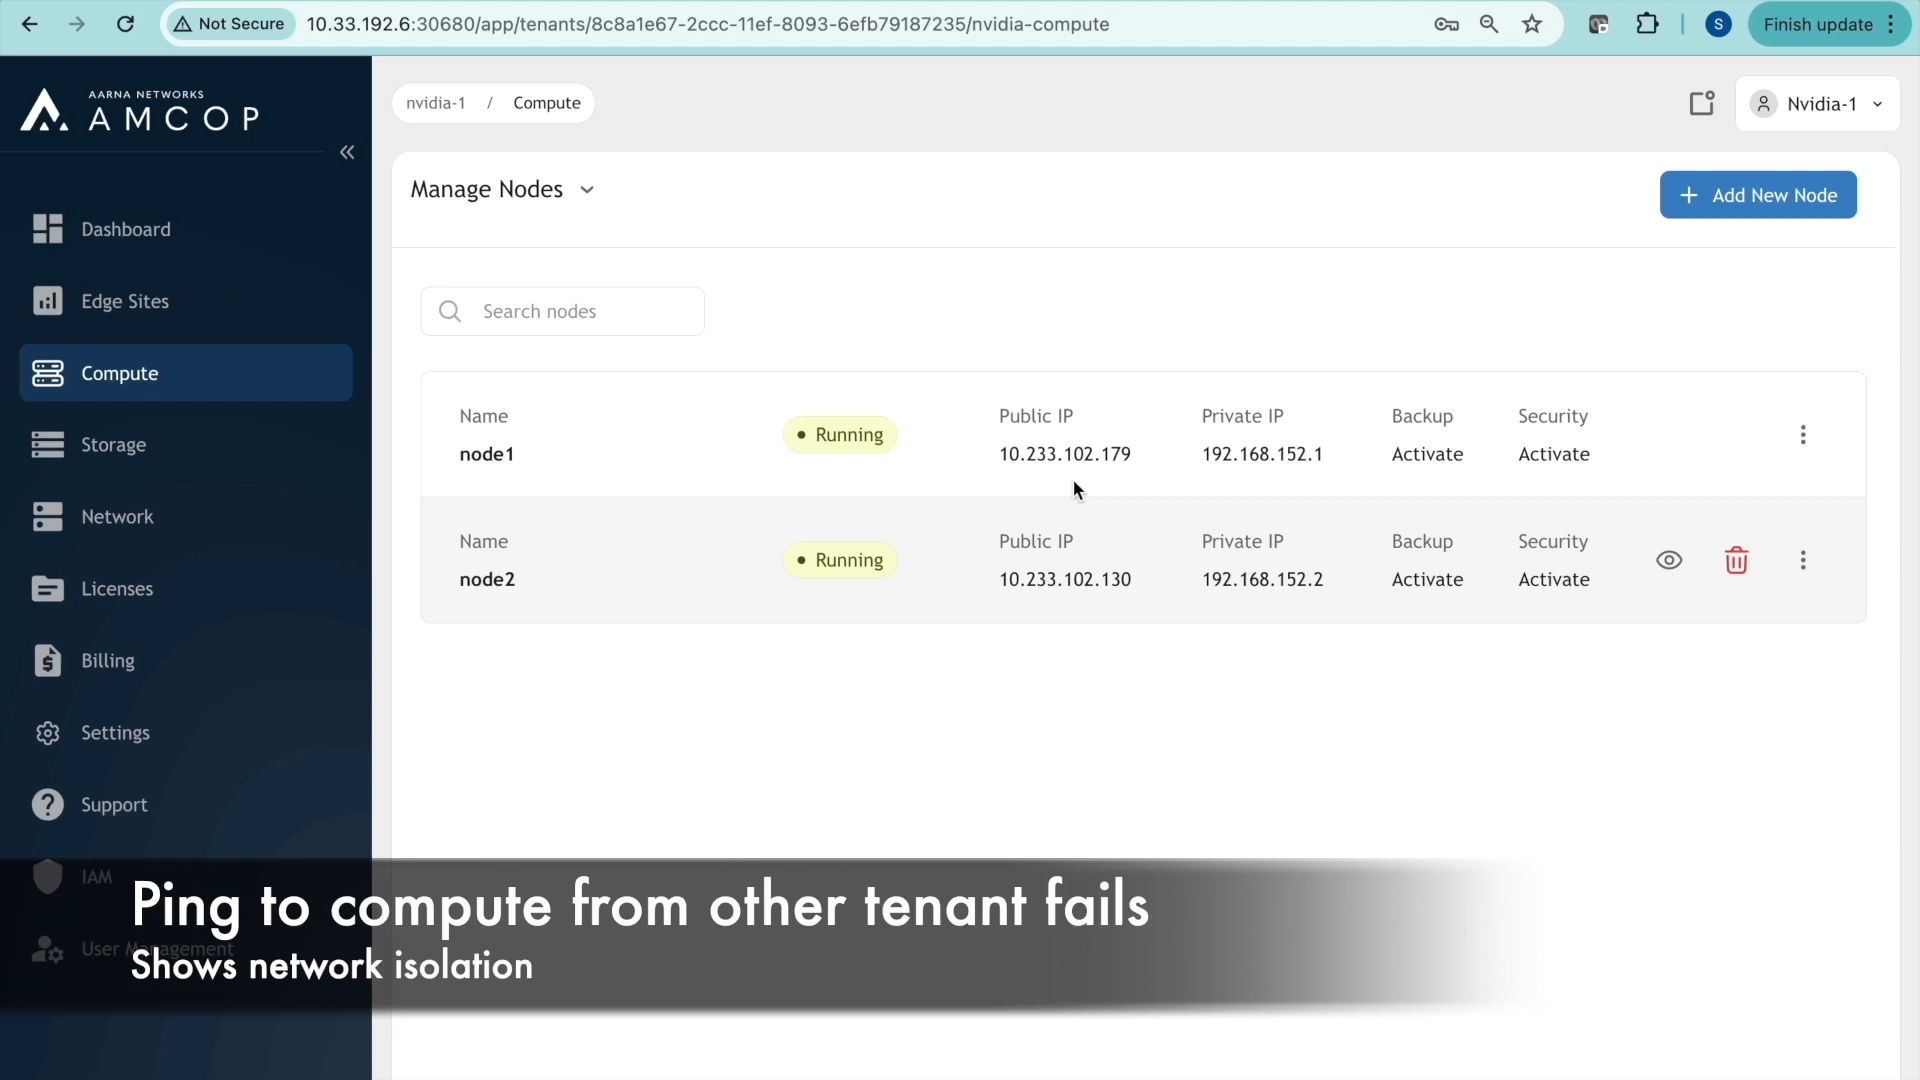 Not Secure 10.33.192.6:30680/app/tenants/8c8a1e67-2ccc-11ef-8093-6efb79187235/nvidia-compute
S
Finish update
AARNA NETWORKS
AMCOP
nvidia-1 / Compute
Nvidia-1
Manage Nodes
+ Add New Node
Dashboard
Edge Sites
Compute
Storage
Network
Licenses
Billing
Settings
Support
IAM
User Management
Search nodes
Name Public IP Private IP Backup Security
node1 Running 10.233.102.179 192.168.152.1 Activate Activate
Name Public IP Private IP Backup Security
node2 Running 10.233.102.130 192.168.152.2 Activate Activate
Ping to compute from other tenant fails
Shows network isolation